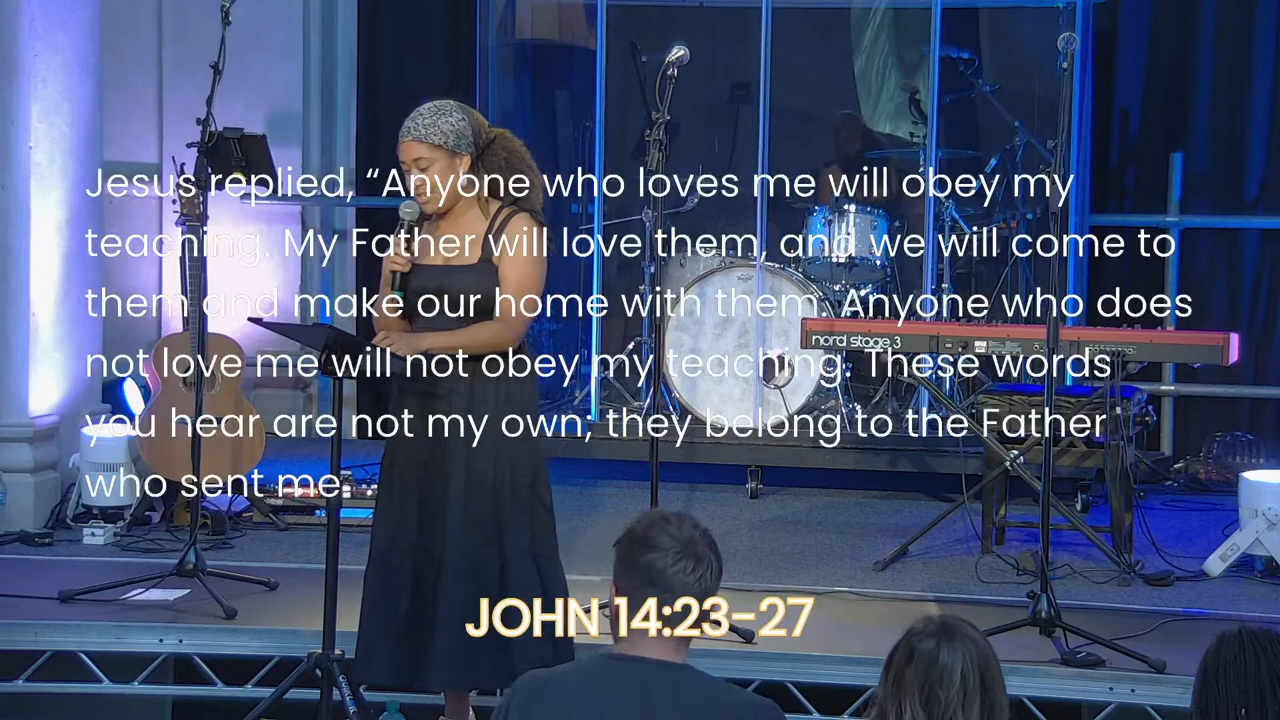 Jesus replied, “Anyone who loves me will obey my
teaching. My Father will love them, and we will come to
them and make our home with them. Anyone who does
not love me will not obey my teaching. These words
you hear are not my own; they belong to the Father
who sent me.
nord stage 3
JOHN 14:23-27